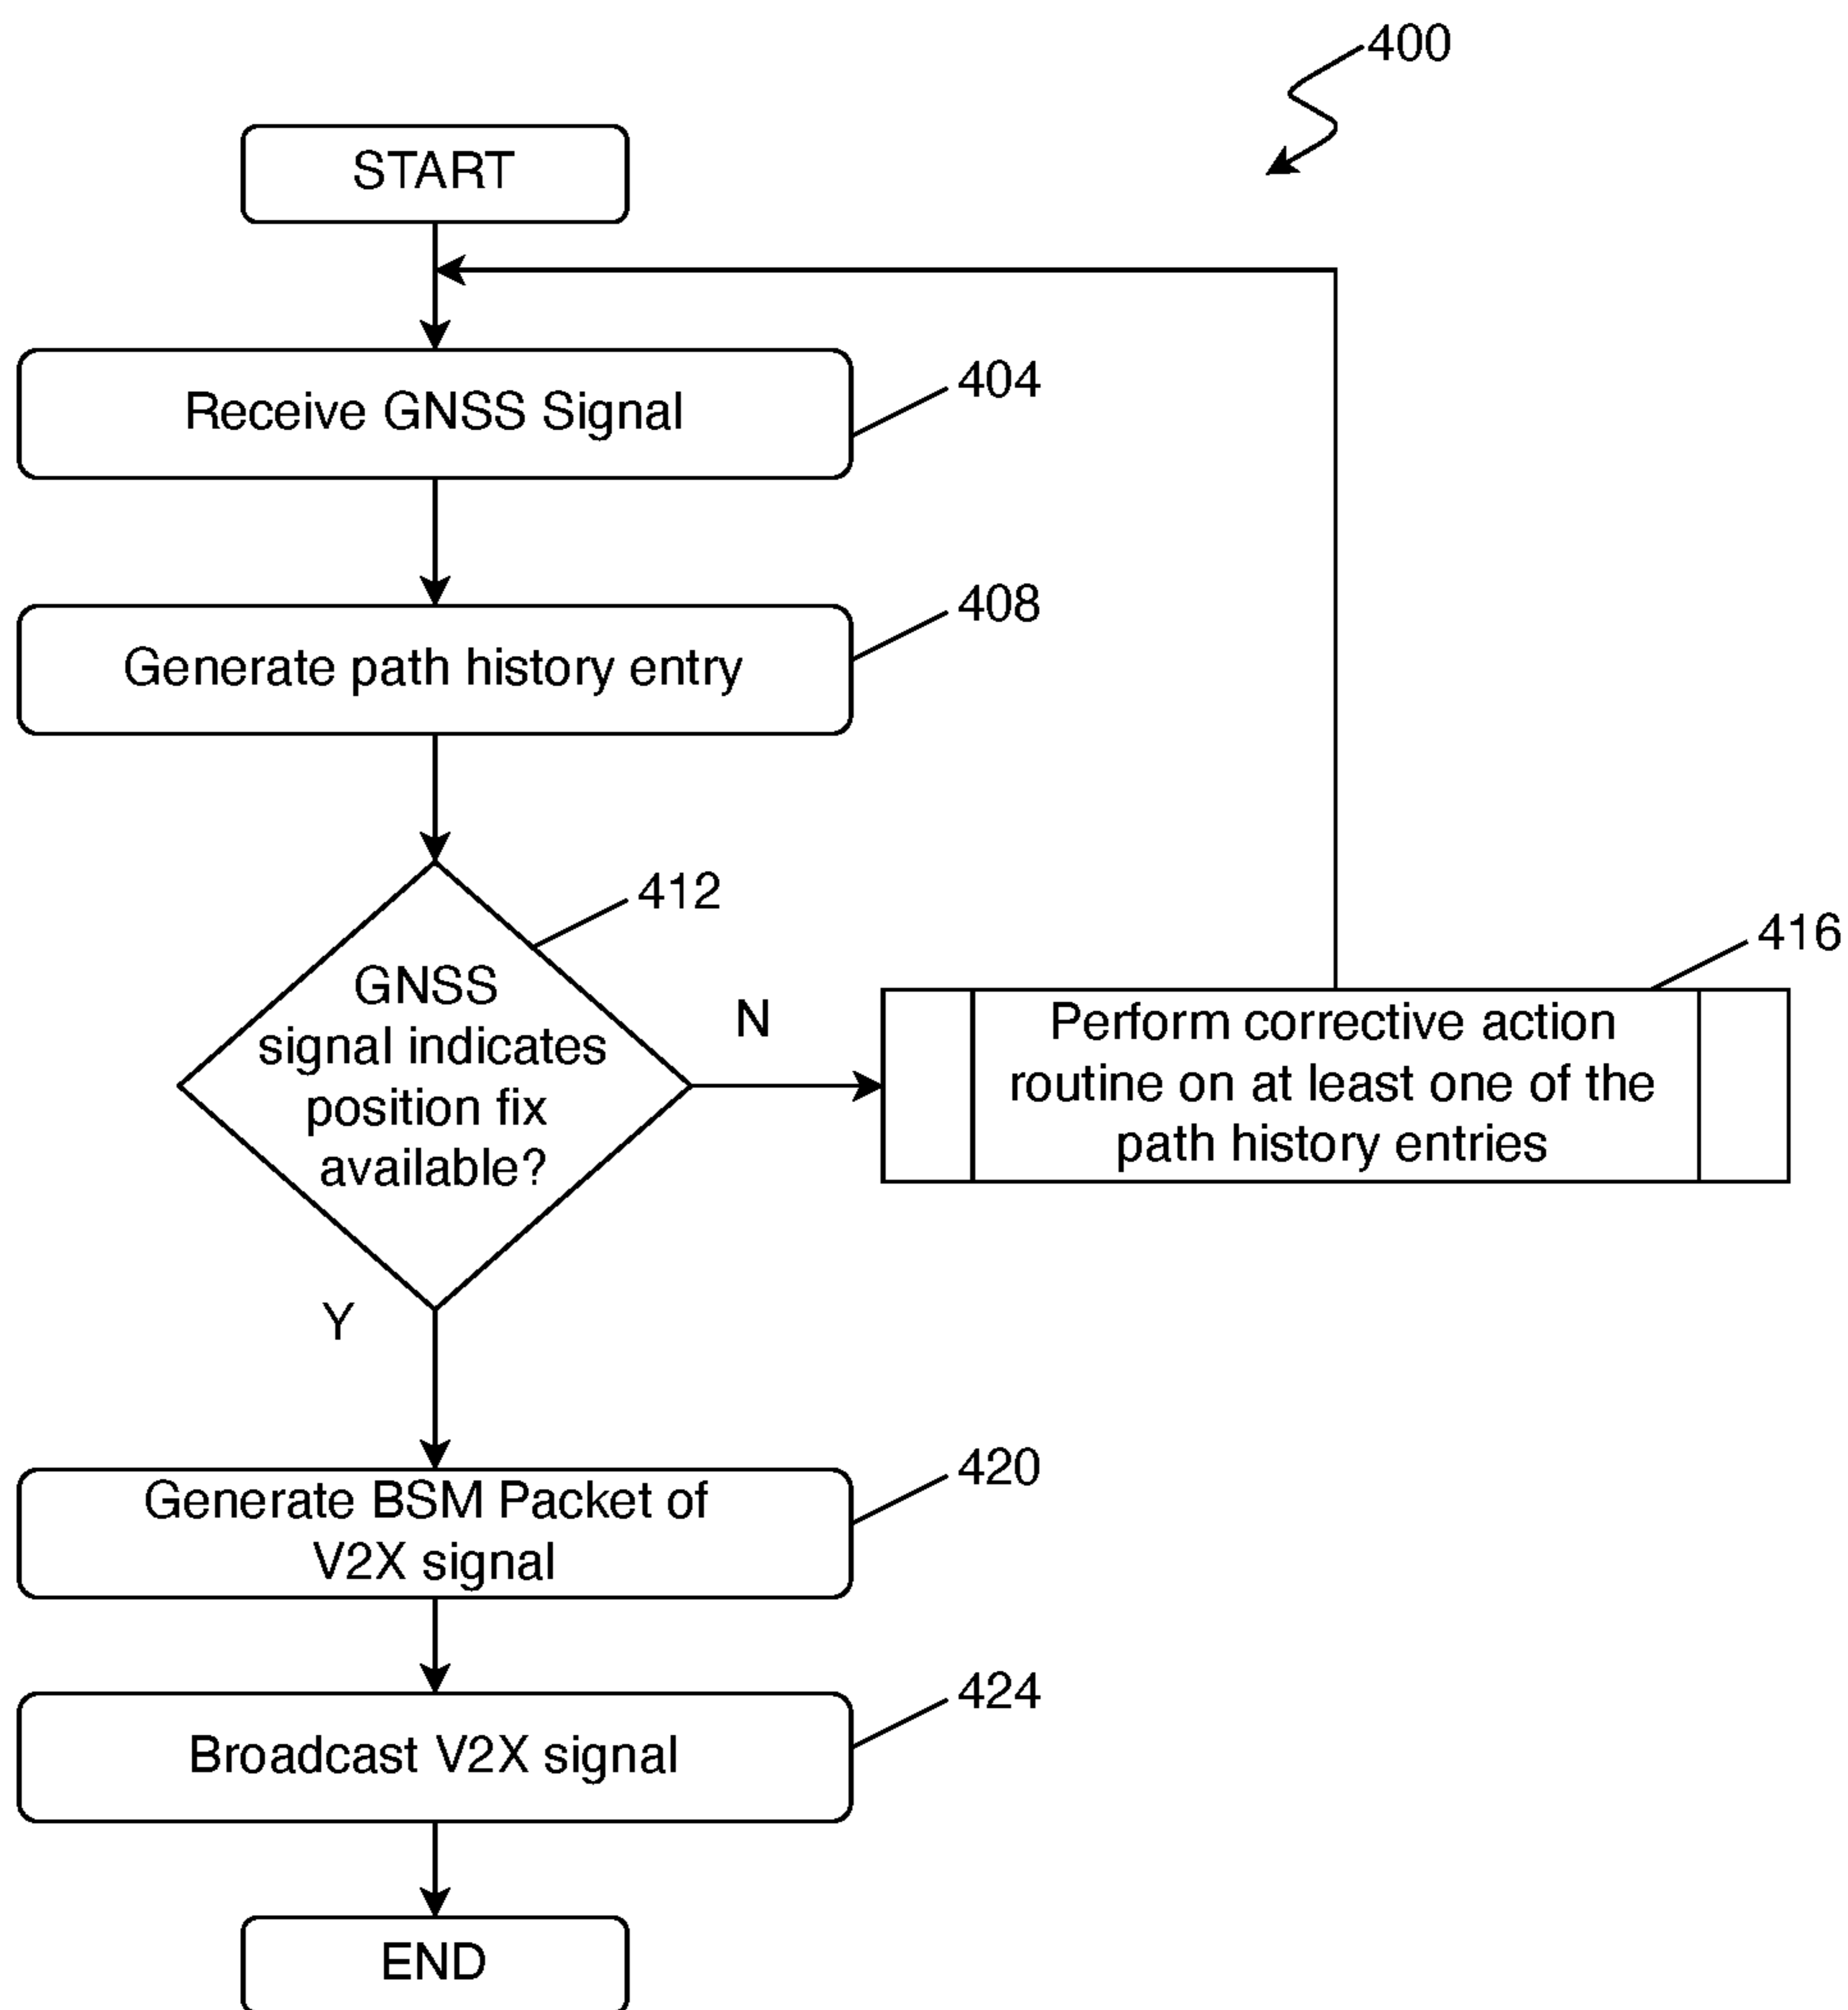 400
START
Receive GNSS Signal
404
Generate path history entry
408
412
GNSS
signal indicates
position fix
available?
N
416
Perform corrective action
routine on at least one of the
path history entries
Y
Generate BSM Packet of
V2X signal
420
Broadcast V2X signal
424
END